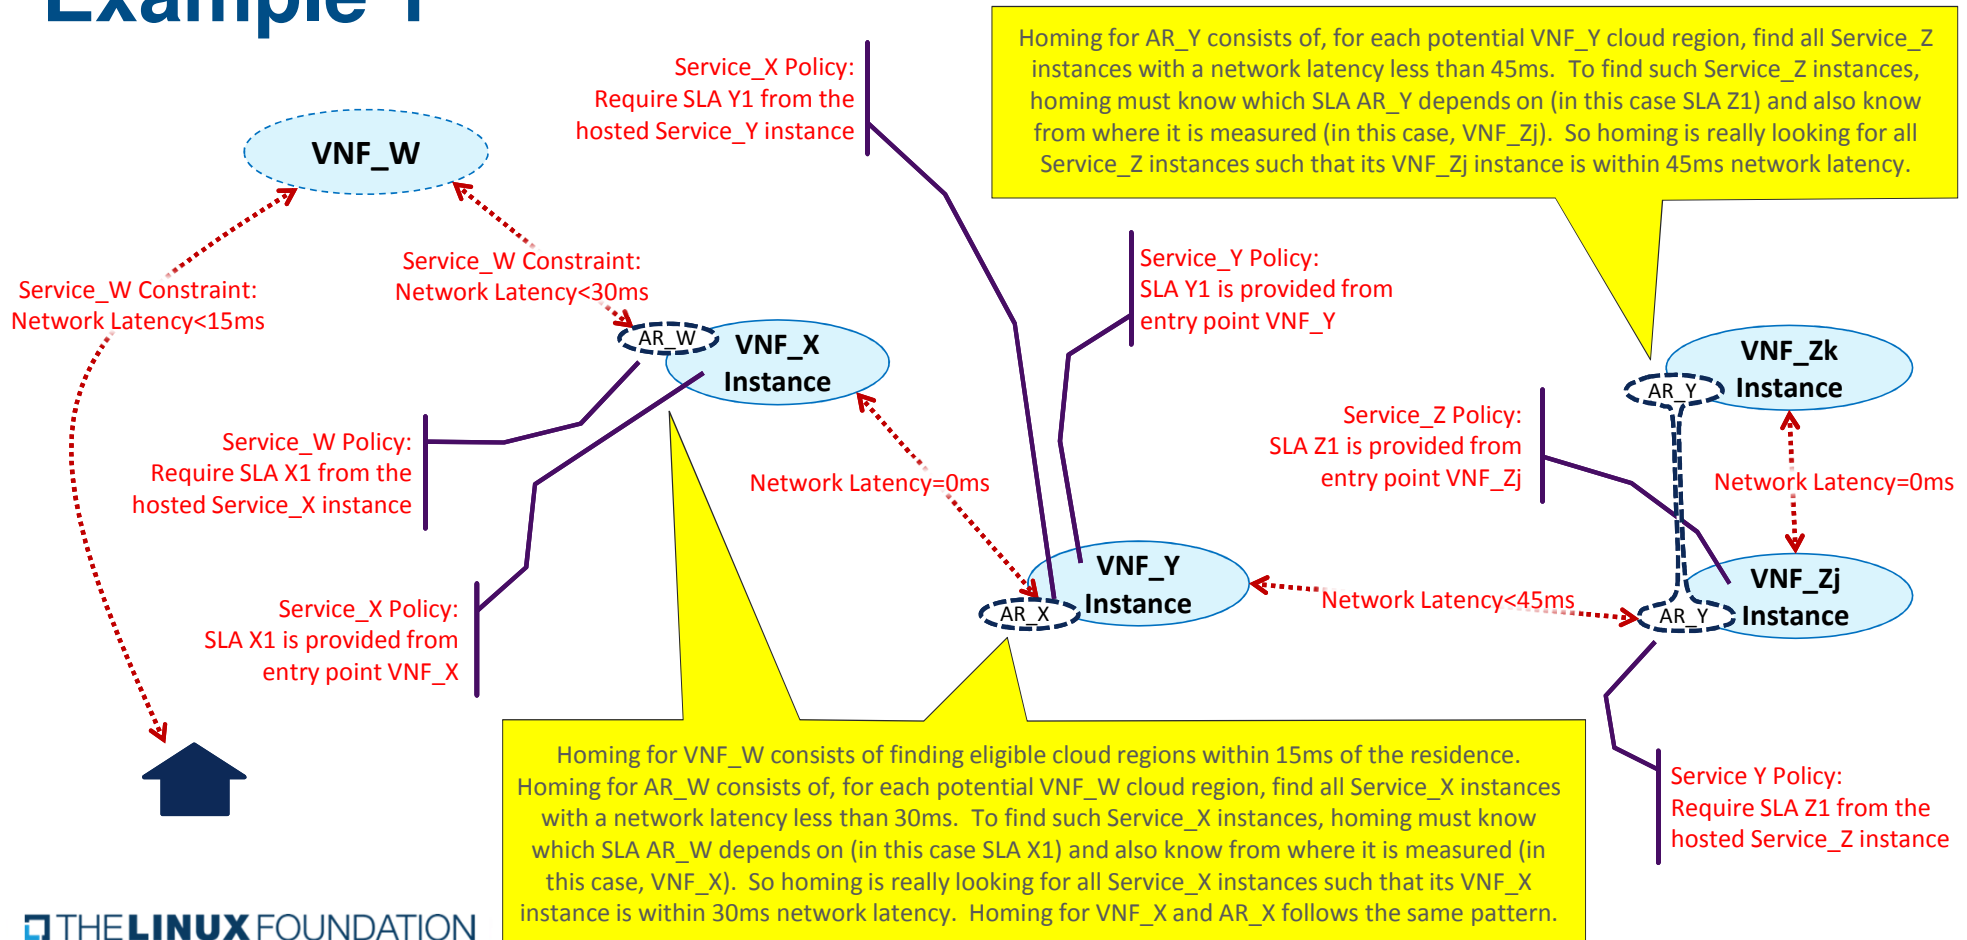 Example 1
Homing for AR_Y consists of, for each potential VNF_Y cloud region, find all Service_Z
instances with a network latency less than 45ms.  To find such Service_Z instances,
homing must know which SLA AR_Y depends on (in this case SLA Z1) and also know
from where it is measured (in this case, VNF_Zj).  So homing is really looking for all
Service_Z instances such that its VNF_Zj instance is within 45ms network latency.
Service_X Policy:
Require SLA Y1 from the
hosted Service_Y instance
VNF_W
Service_W Constraint:
Network Latency<15ms
Service_W Constraint:
Network Latency<30ms
Service_Y Policy:
SLA Y1 is provided from
entry point VNF_Y
AR_W
VNF_X
Instance
VNF_Zk
Instance
AR_Y
Service_W Policy:
Require SLA X1 from the
hosted Service_X instance
Network Latency=0ms
Service_Z Policy:
SLA Z1 is provided from
entry point VNF_Zj
Network Latency=0ms
Service_X Policy:
SLA X1 is provided from
entry point VNF_X
VNF_Y
Instance
AR_X
Network Latency<45ms
VNF_Zj
Instance
AR_Y
Homing for VNF_W consists of finding eligible cloud regions within 15ms of the residence.
Homing for AR_W consists of, for each potential VNF_W cloud region, find all Service_X instances
with a network latency less than 30ms.  To find such Service_X instances, homing must know
which SLA AR_W depends on (in this case SLA X1) and also know from where it is measured (in
this case, VNF_X).  So homing is really looking for all Service_X instances such that its VNF_X
instance is within 30ms network latency.  Homing for VNF_X and AR_X follows the same pattern.
Service Y Policy:
Require SLA Z1 from the
hosted Service_Z instance
THE LINUX FOUNDATION